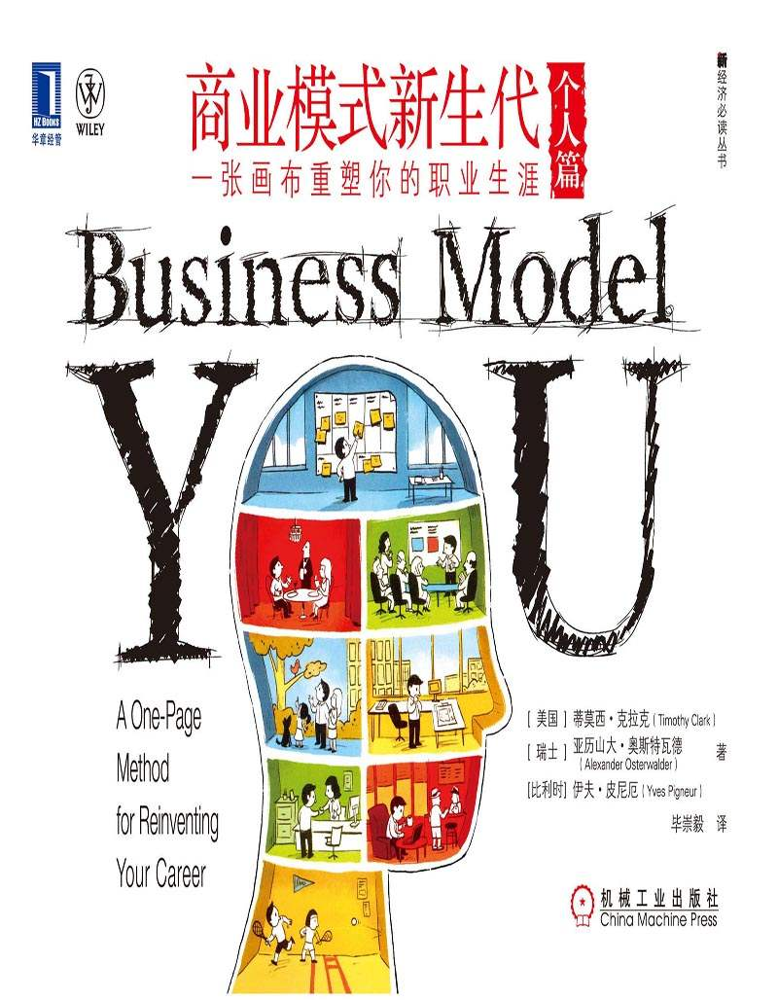 HZ Books
华章经管
WILEY
商业模式新生代
个人篇
一张画布重塑你的职业生涯
新经济必读丛书
Business Model
YOU
A One-Page
Method
for Reinventing
Your Career
[ 美国 ] 蒂莫西·克拉克 (Timothy Clark)
[ 瑞士 ] 亚历山大·奥斯特瓦德 著
(Alexander Osterwalder)
[比利时] 伊夫·皮尼厄 (Yves Pigneur)
毕崇毅 译
机械工业出版社
China Machine Press